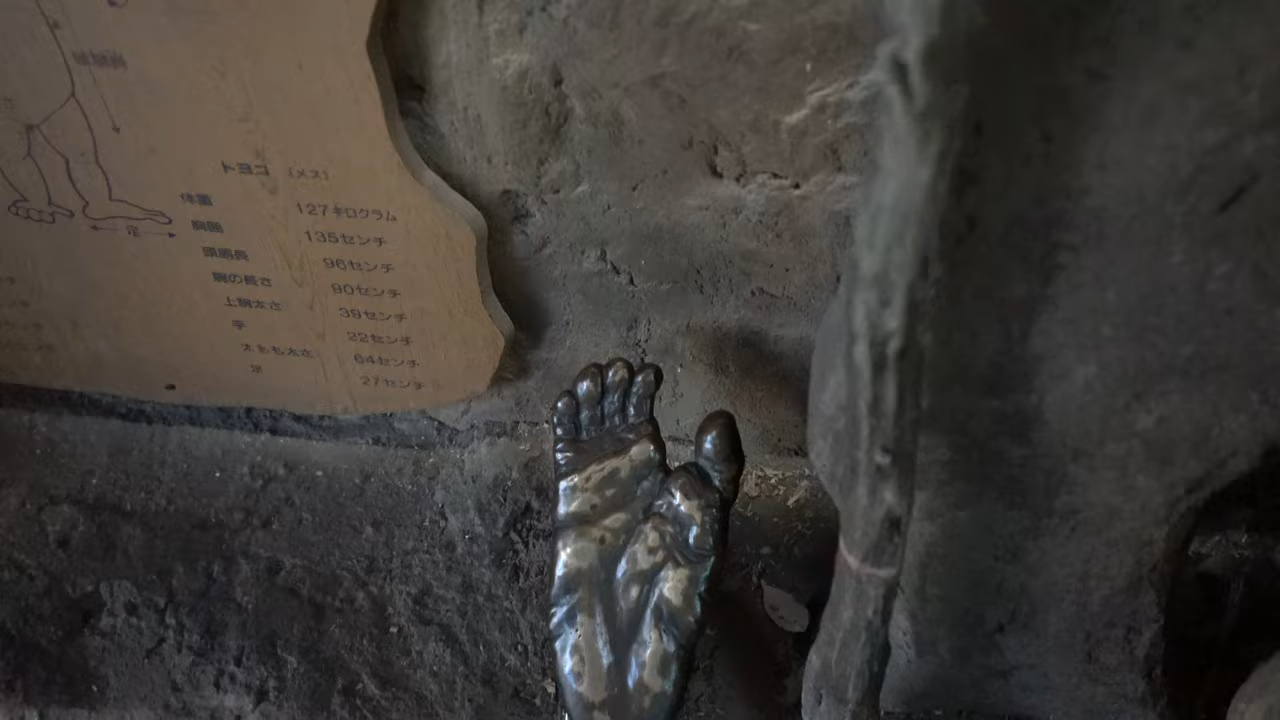 トヨコ (メス)
体重 127キログラム
胸囲 135センチ
頭胴長 96センチ
腕の長さ 90センチ
上腕太さ 39センチ
手 22センチ
太もも太さ 64センチ
足 27センチ
足